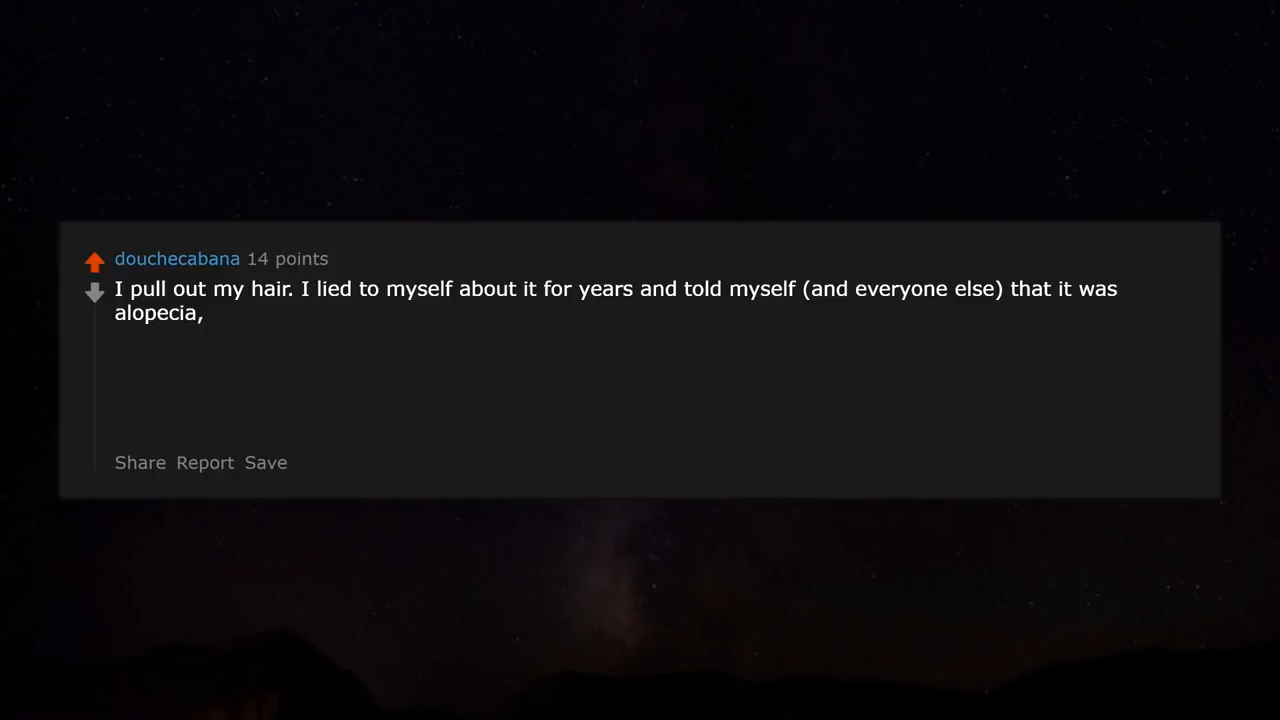 douchecabana 14 points
I pull out my hair. I lied to myself about it for years and told myself (and everyone else) that it was
alopecia,
Share Report Save